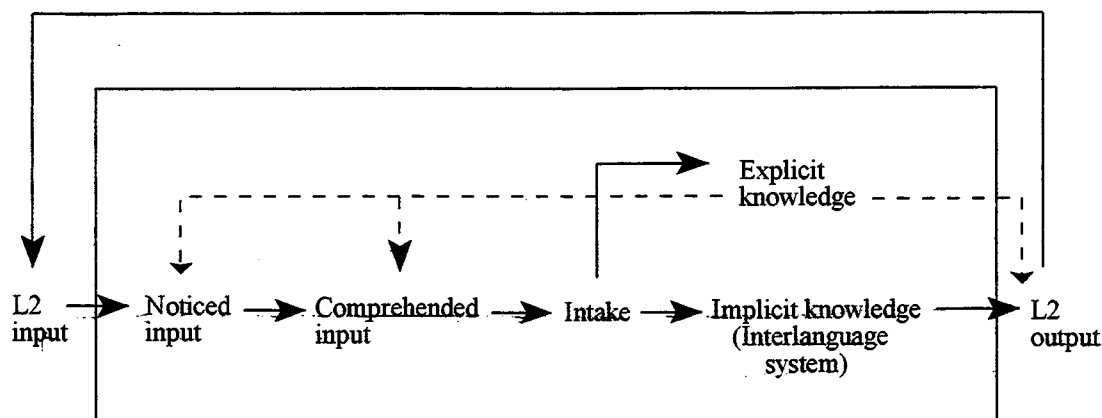 Explicit
knowledge
L2
input
Noticed
input
Comprehended
input
Intake
Implicit knowledge
(Interlanguage
system)
L2
output